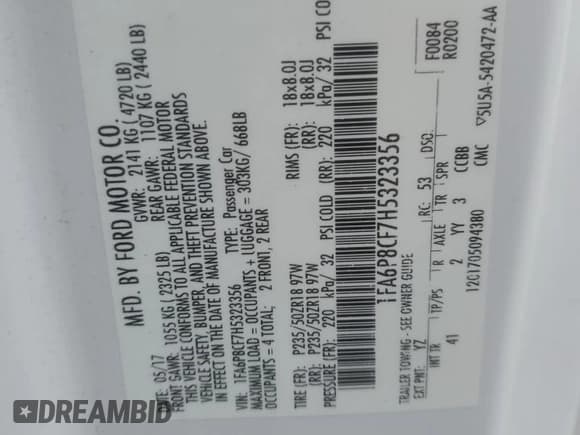 MFD. BY FORD MOTOR CO.
DATE: 05/17 GVWR: 2141 KG ( 4720 LB)
FRONT GAWR: 1055 KG ( 2325 LB) REAR GAWR: 1107 KG ( 2440 LB)
THIS VEHICLE CONFORMS TO ALL APPLICABLE FEDERAL MOTOR
VEHICLE SAFETY, BUMPER, AND THEFT PREVENTION STANDARDS
IN EFFECT ON THE DATE OF MANUFACTURE SHOWN ABOVE.
VIN: 1FA6P8CF7H5323356 TYPE: Passenger Car
MAXIMUM LOAD = OCCUPANTS + LUGGAGE = 303KG/ 668LB
OCCUPANTS = 4 TOTAL: 2 FRONT, 2 REAR
TIRE (FR): P235/50ZR18 97W RIMS (FR): 18x8.0J
(RR): P235/50ZR18 97W (RR): 18x8.0J
PRESSURE (FR): 220 kPa/ 32 PSI COLD (RR): 220 kPa/ 32 PSI CO
1FA6P8CF7H5323356
TRAILER TOWING - SEE OWNER GUIDE F0084
EXT PNT: YZ RC: 53 DSO: R0200
INT TR TP/PS R AXLE TR SPR
41 2 YY 3 1 CCBB
1201705094380 CMC ▽5U5A-5420472-AA
DREAMBID